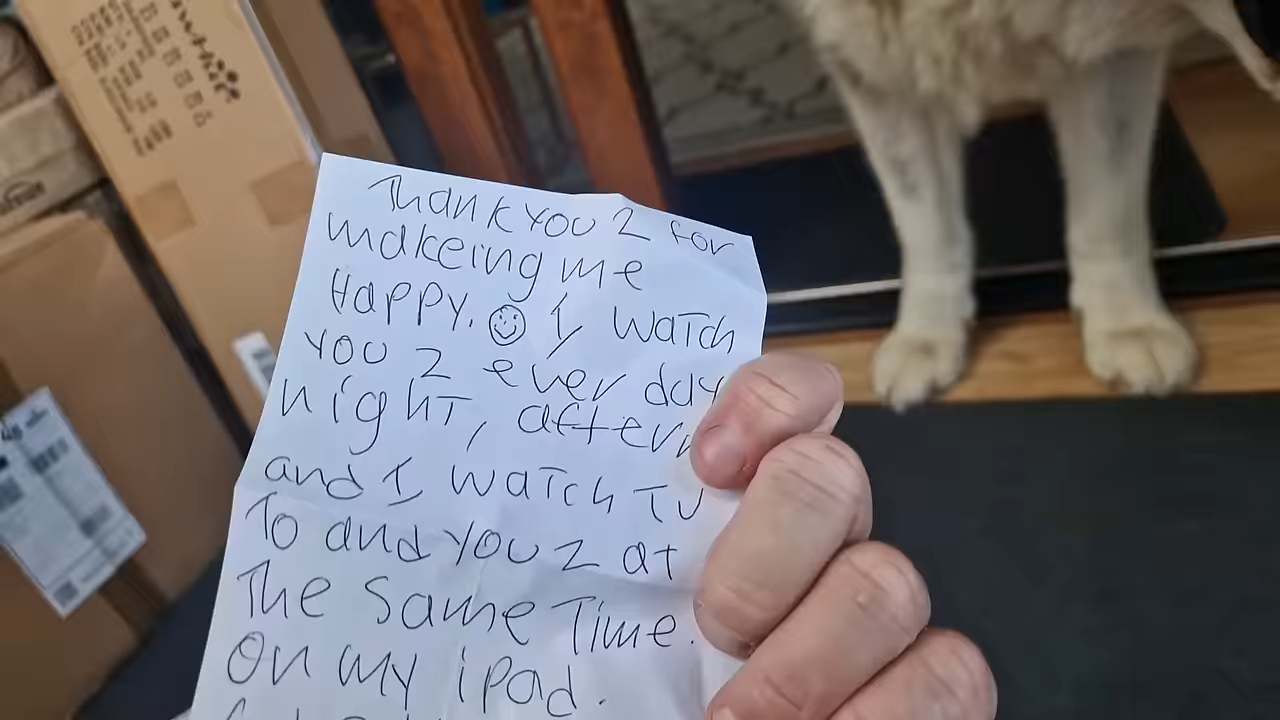 Thank you 2 for
makeing me
Happy. I watch
you 2 ever day
night, aftern
and I watch TV
To and you 2 at
The same Time.
On my ipad.